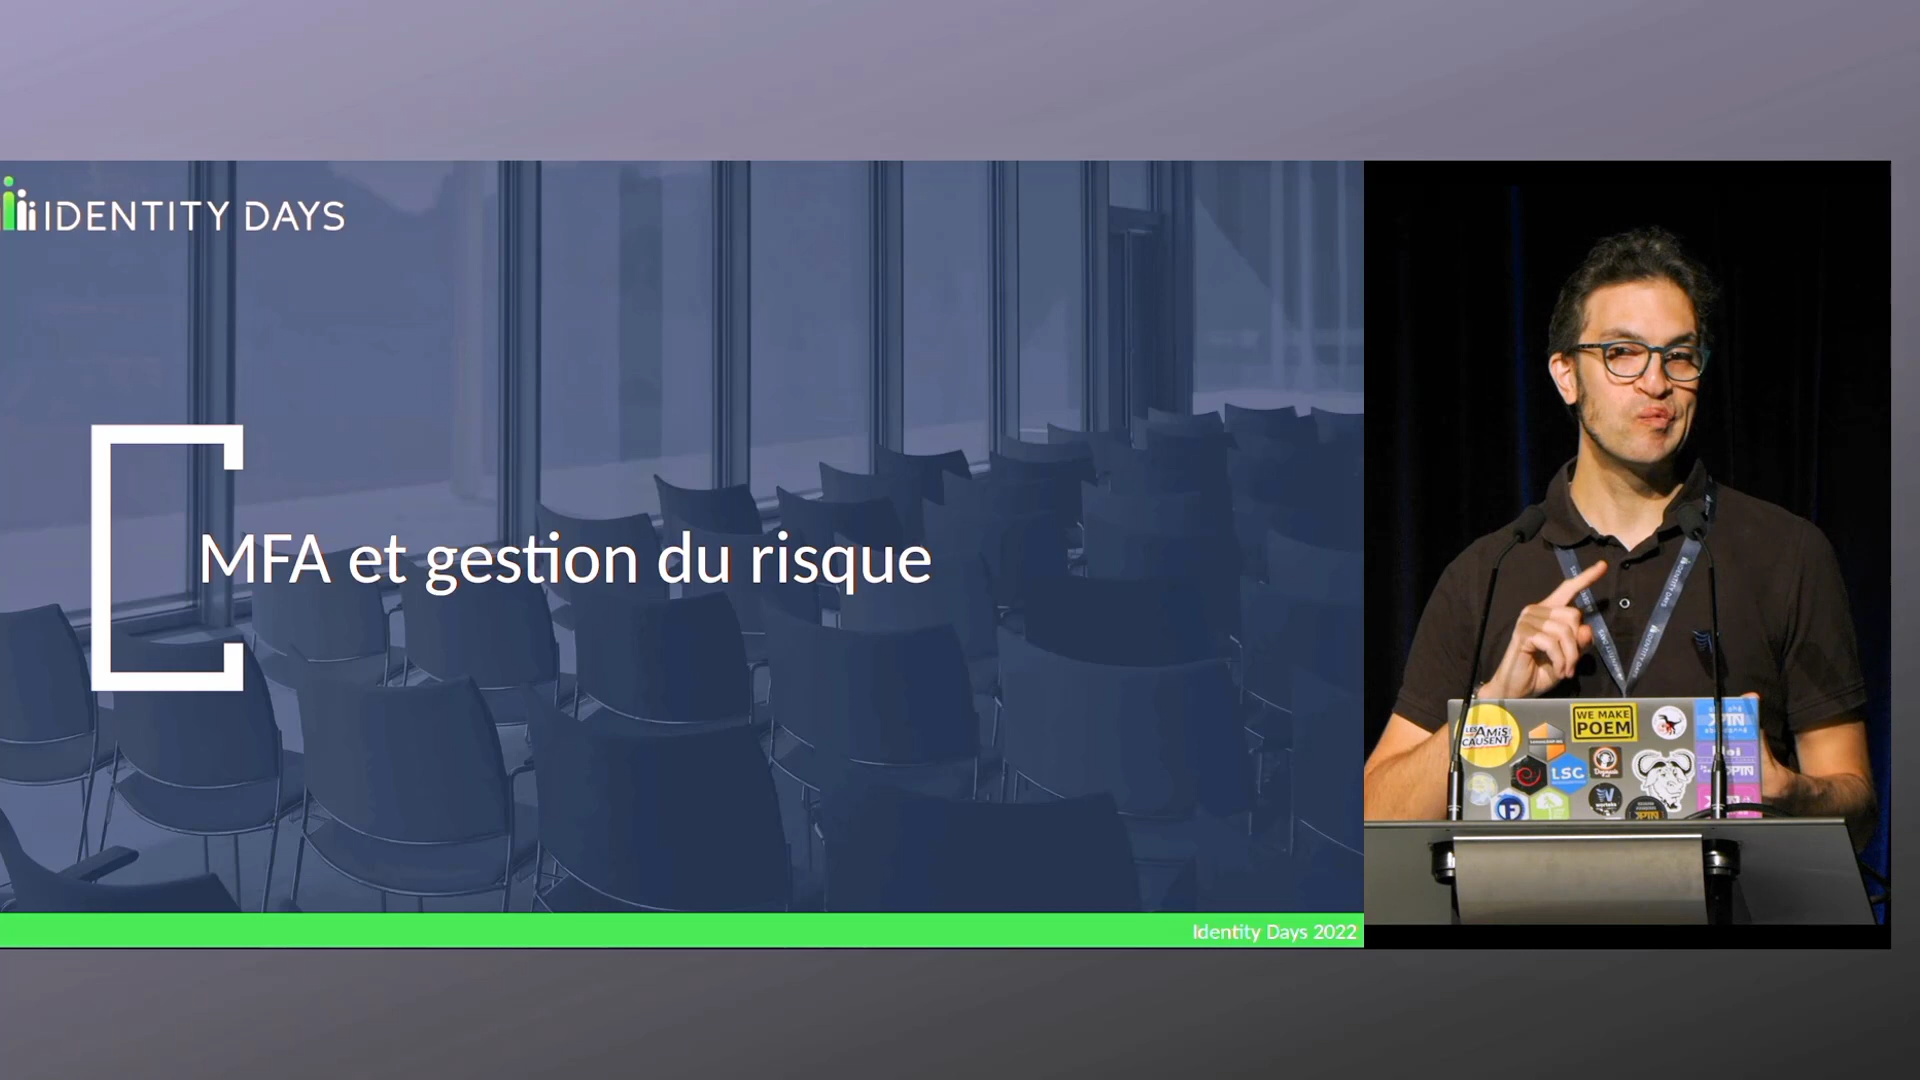 IDENTITY DAYS
MFA et gestion du risque
Identity Days 2022
LES AMIS
CAUSENT
WE MAKE
POEM
LSC